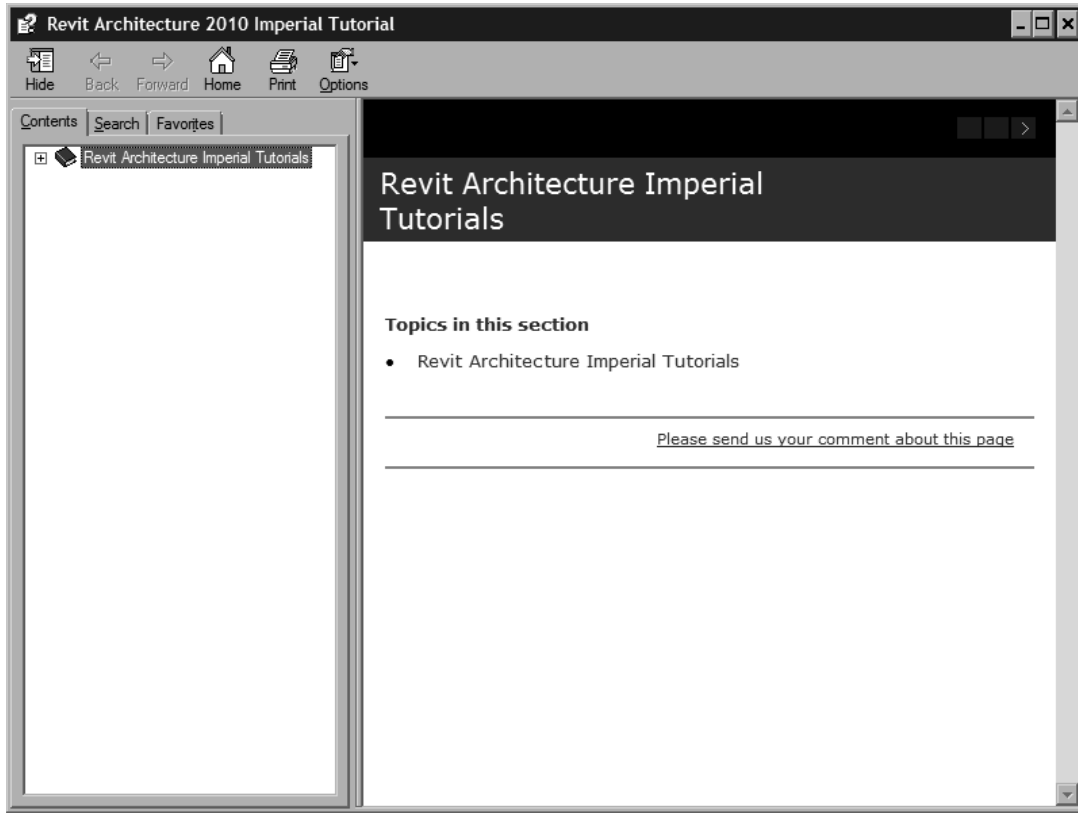 Revit Architecture 2010 Imperial Tutorial
Hide Back Forward Home Print Options
Contents Search Favorites
Revit Architecture Imperial Tutorials
Revit Architecture Imperial
Tutorials
Topics in this section
• Revit Architecture Imperial Tutorials
Please send us your comment about this page